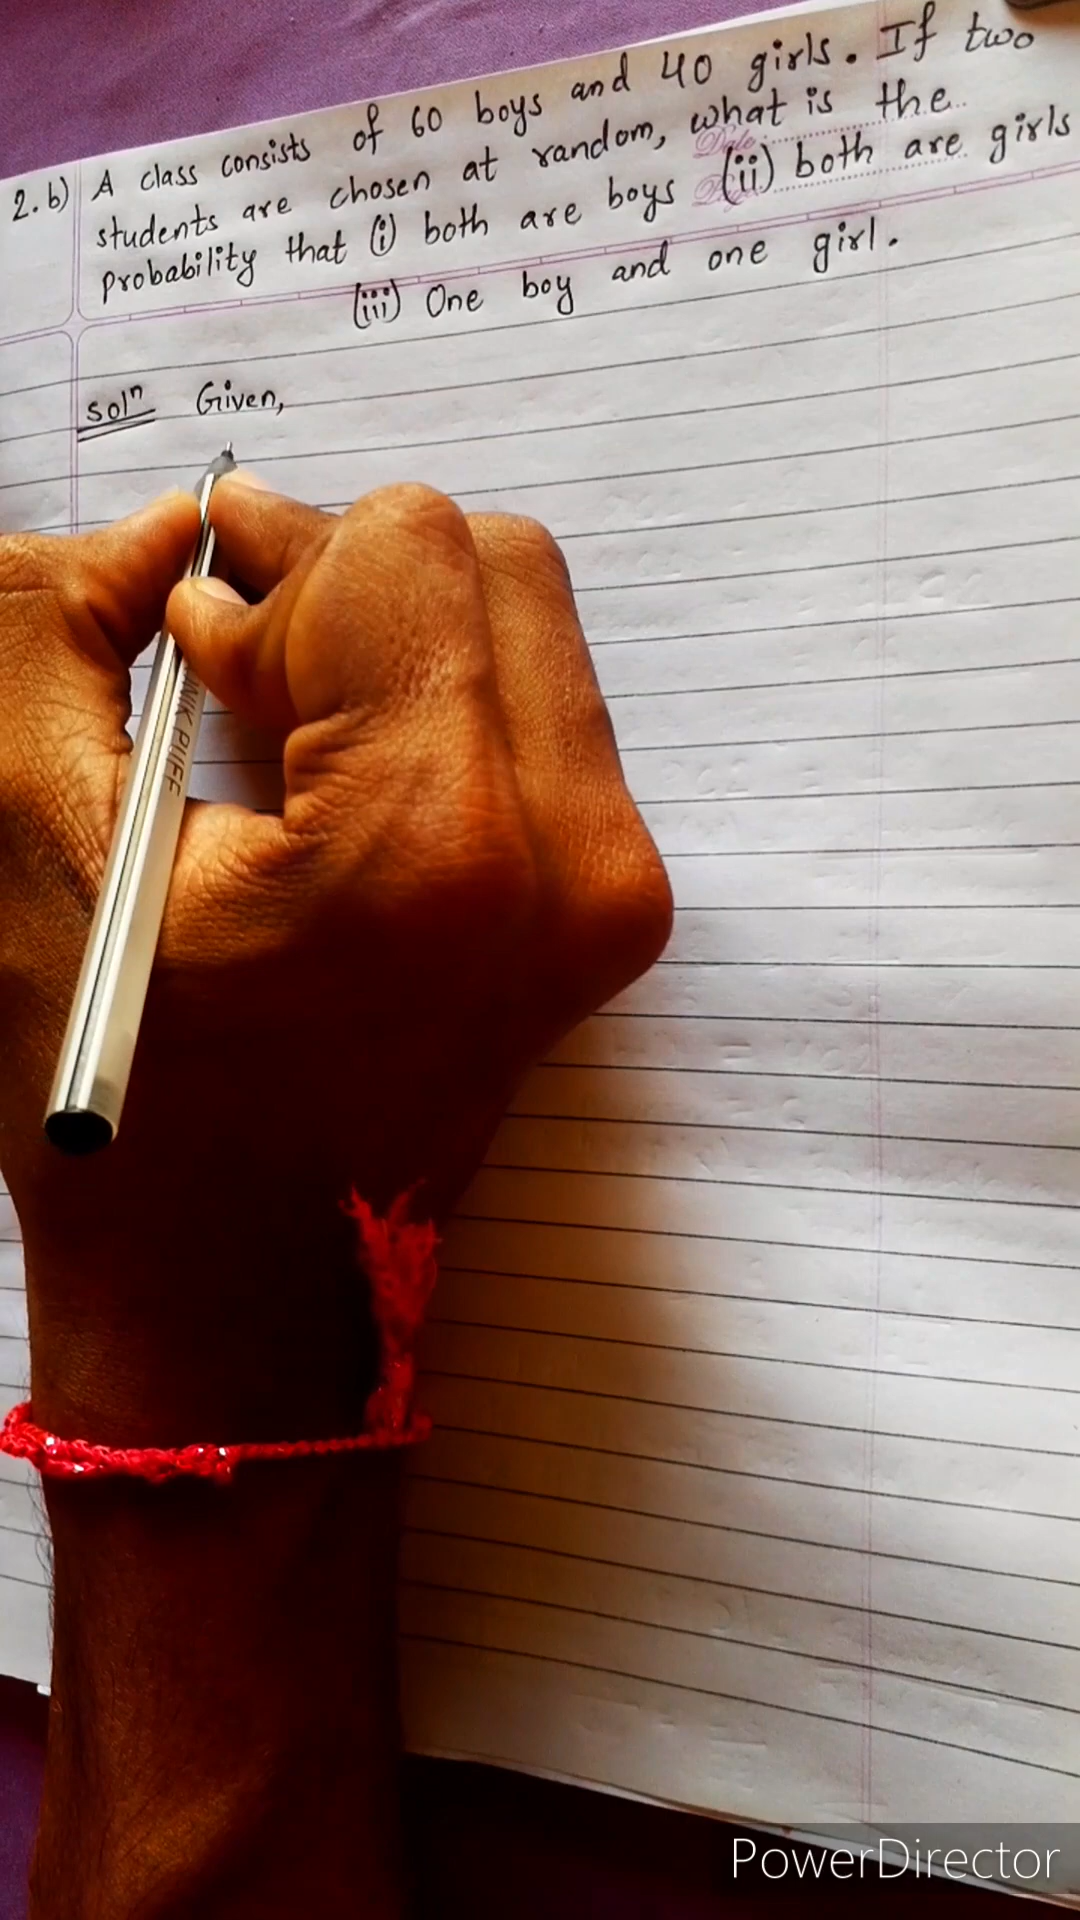 2. b) A class consists of 60 boys and 40 girls. If two
students are chosen at random, what is the
probability that (i) both are boys (ii) both are girls
(iii) One boy and one girl.
Solⁿ Given,
PowerDirector